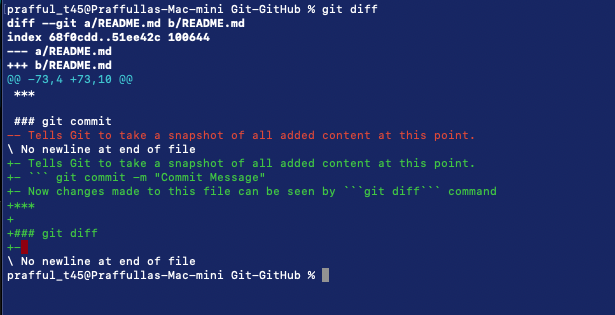 prafful_t45@Praffullas-Mac-mini Git-GitHub % git diff
diff --git a/README.md b/README.md
index 68f0cdd..51ee42c 100644
--- a/README.md
+++ b/README.md
@@ -73,4 +73,10 @@
 ***

 ### git commit
-- Tells Git to take a snapshot of all added content at this point.
\ No newline at end of file
+- Tells Git to take a snapshot of all added content at this point.
+- ``` git commit -m "Commit Message"
+- Now changes made to this file can be seen by ```git diff``` command
+***
+
+### git diff
+-
\ No newline at end of file
prafful_t45@Praffullas-Mac-mini Git-GitHub %